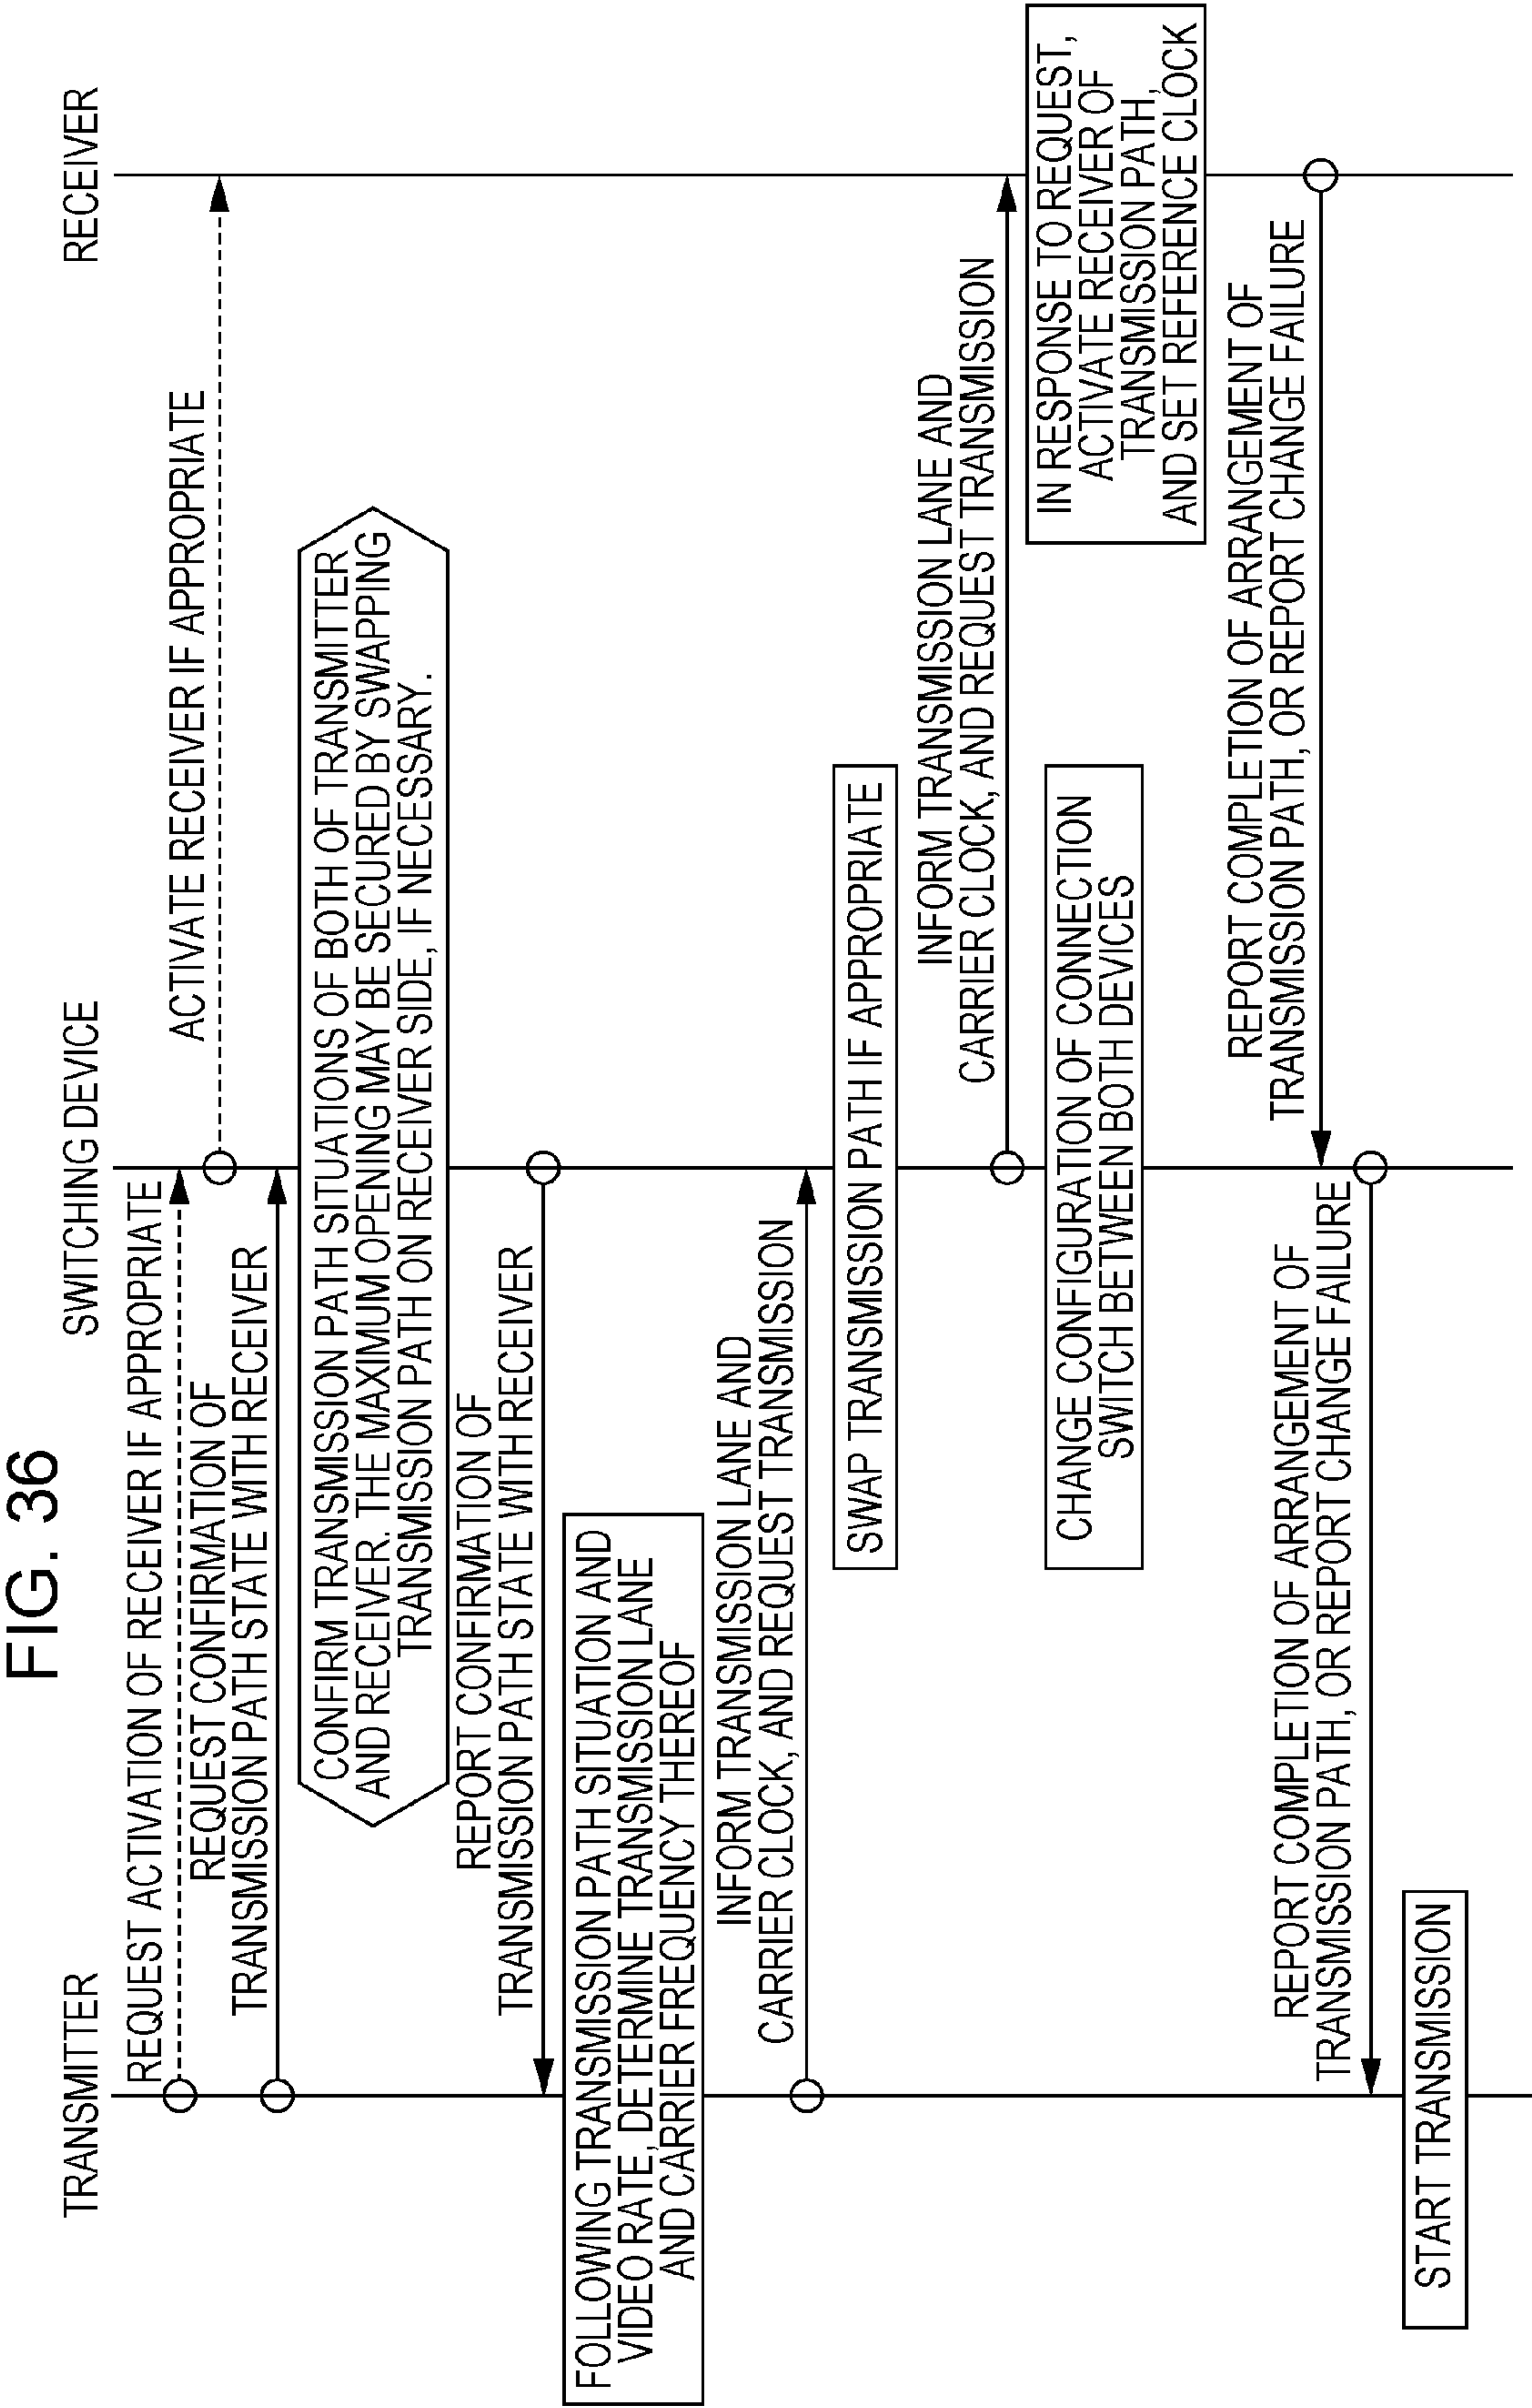 FIG. 36
TRANSMITTER
SWITCHING DEVICE
RECEIVER
REQUEST ACTIVATION OF RECEIVER IF APPROPRIATE
ACTIVATE RECEIVER IF APPROPRIATE
REQUEST CONFIRMATION OF
TRANSMISSION PATH STATE WITH RECEIVER
CONFIRM TRANSMISSION PATH SITUATIONS OF BOTH OF TRANSMITTER
AND RECEIVER. THE MAXIMUM OPENING MAY BE SECURED BY SWAPPING
TRANSMISSION PATH ON RECEIVER SIDE, IF NECESSARY.
REPORT CONFIRMATION OF
TRANSMISSION PATH STATE WITH RECEIVER
FOLLOWING TRANSMISSION PATH SITUATION AND
VIDEO RATE, DETERMINE TRANSMISSION LANE
AND CARRIER FREQUENCY THEREOF
INFORM TRANSMISSION LANE AND
CARRIER CLOCK, AND REQUEST TRANSMISSION
SWAP TRANSMISSION PATH IF APPROPRIATE
INFORM TRANSMISSION LANE AND
CARRIER CLOCK, AND REQUEST TRANSMISSION
CHANGE CONFIGURATION OF CONNECTION
SWITCH BETWEEN BOTH DEVICES
IN RESPONSE TO REQUEST,
ACTIVATE RECEIVER OF
TRANSMISSION PATH,
AND SET REFERENCE CLOCK
REPORT COMPLETION OF ARRANGEMENT OF
TRANSMISSION PATH, OR REPORT CHANGE FAILURE
REPORT COMPLETION OF ARRANGEMENT OF
TRANSMISSION PATH, OR REPORT CHANGE FAILURE
START TRANSMISSION